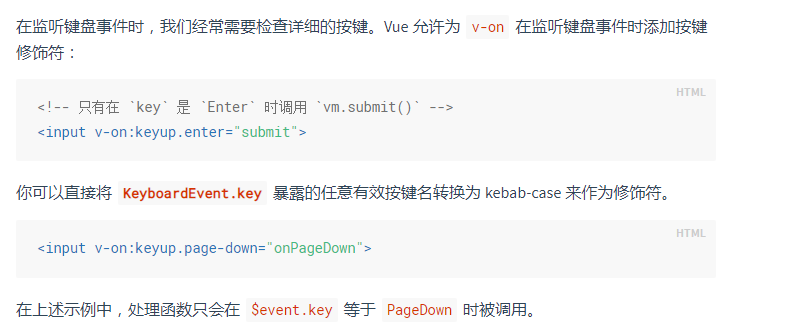 在监听键盘事件时，我们经常需要检查详细的按键。Vue 允许为 v-on 在监听键盘事件时添加按键
修饰符：
HTML
<!-- 只有在 `key` 是 `Enter` 时调用 `vm.submit()` -->
<input v-on:keyup.enter="submit">
你可以直接将 KeyboardEvent.key 暴露的任意有效按键名转换为 kebab-case 来作为修饰符。
HTML
<input v-on:keyup.page-down="onPageDown">
在上述示例中，处理函数只会在 $event.key 等于 PageDown 时被调用。